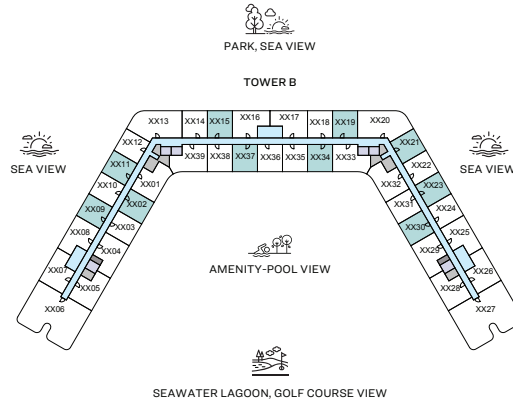 PARK, SEA VIEW
TOWER B
XX13
XX14
XX15
XX16
XX17
XX18
XX19
XX20
XX12
XX39
XX38
XX37
XX36
XX35
XX34
XX33
XX21
SEA VIEW
XX11
XX01
XX32
XX22
SEA VIEW
XX10
XX02
XX31
XX23
XX09
XX03
XX30
XX24
XX08
XX04
XX29
XX25
XX07
XX05
XX28
XX26
XX06
XX27
AMENITY-POOL VIEW
SEAWATER LAGOON, GOLF COURSE VIEW